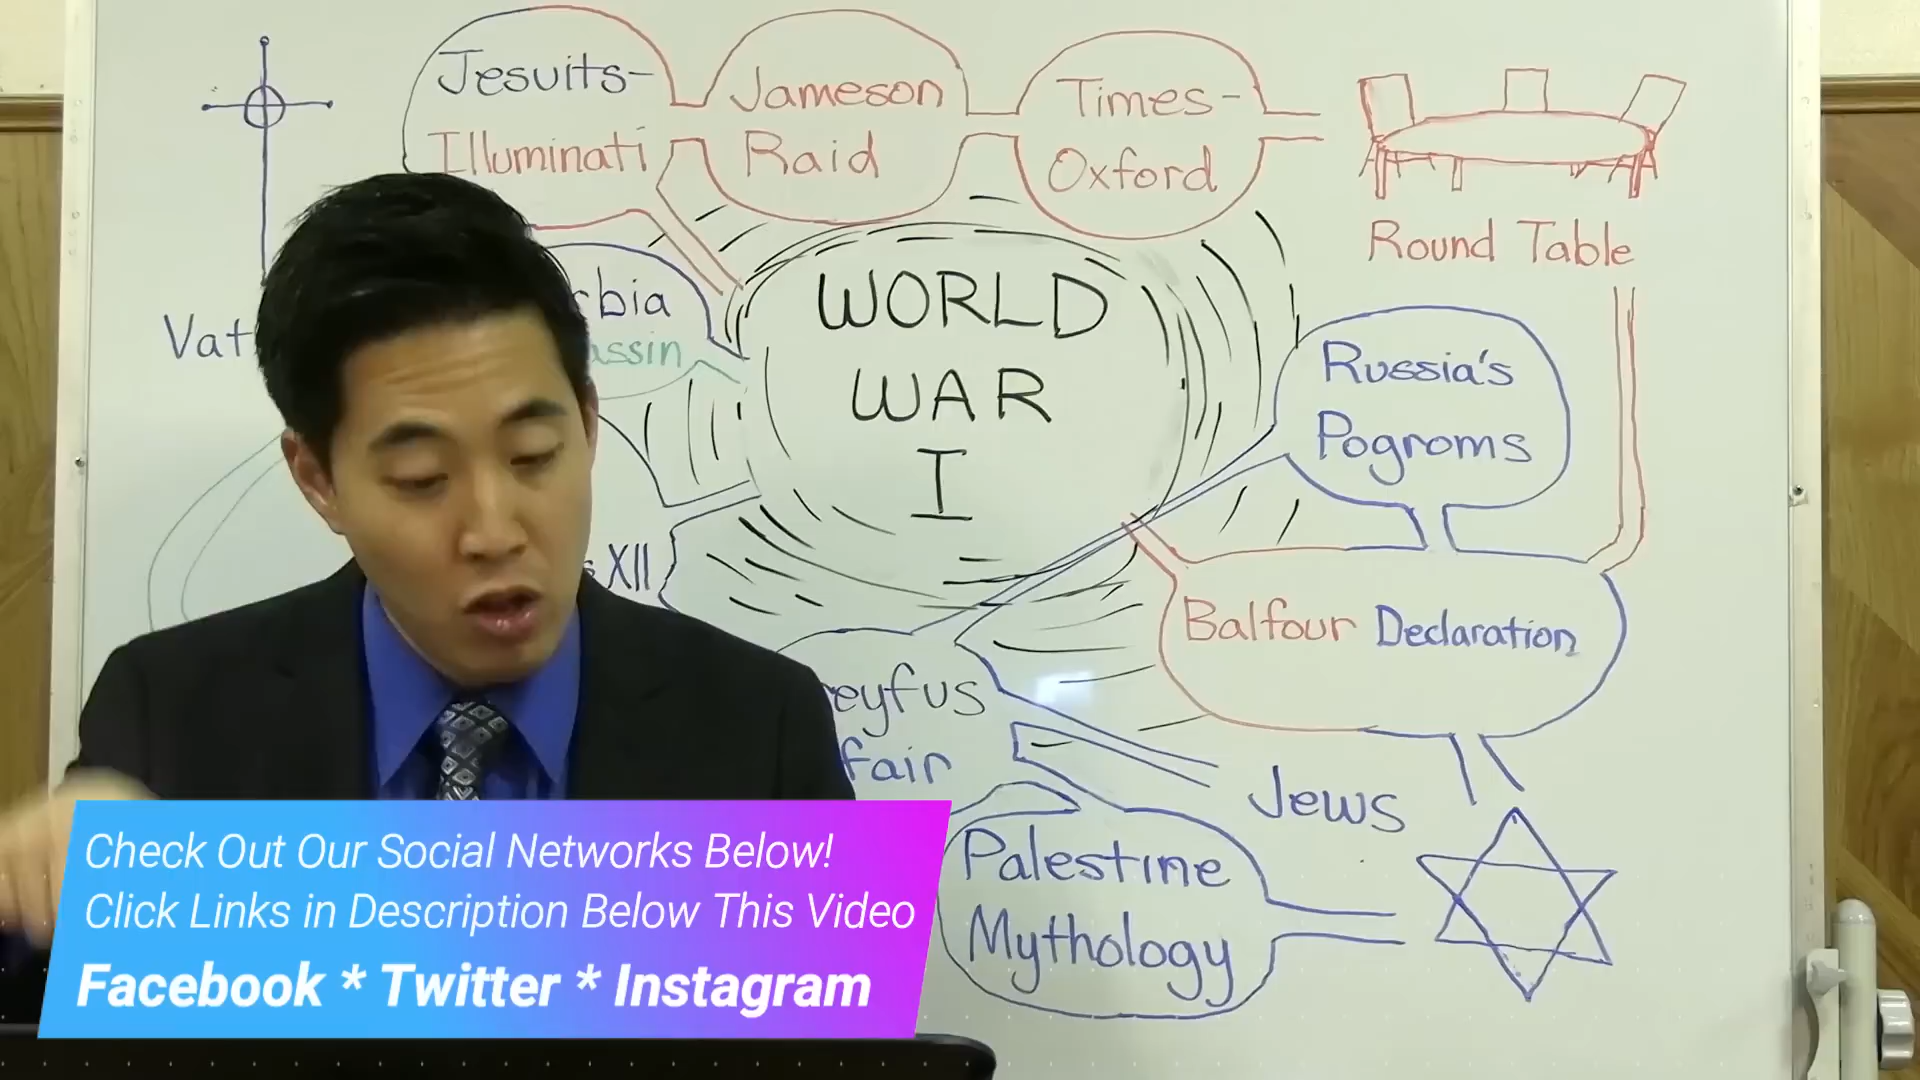 Jesuits-
Illuminati
Jameson
Raid
Times-
Oxford
Round Table
WORLD
WAR
I
Russia's
Pogroms
XII
Balfour Declaration
Jews
Palestine
Mythology
Check Out Our Social Networks Below!
Click Links in Description Below This Video
Facebook * Twitter * Instagram